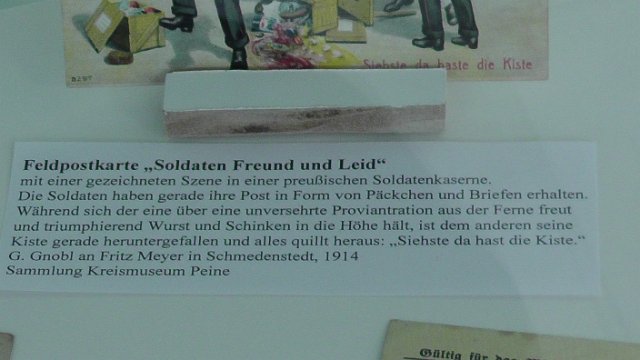 B297
Siehste da haste die Kiste
Feldpostkarte „Soldaten Freund und Leid“
mit einer gezeichneten Szene in einer preußischen Soldatenkaserne.
Die Soldaten haben gerade ihre Post in Form von Päckchen und Briefen erhalten.
Während sich der eine über eine unversehrte Proviantration aus der Ferne freut
und triumphierend Wurst und Schinken in die Höhe hält, ist dem anderen seine
Kiste gerade heruntergefallen und alles quillt heraus: „Siehste da hast die Kiste.“
G. Gnobl an Fritz Meyer in Schmedenstedt, 1914
Sammlung Kreismuseum Peine
Gültig für das